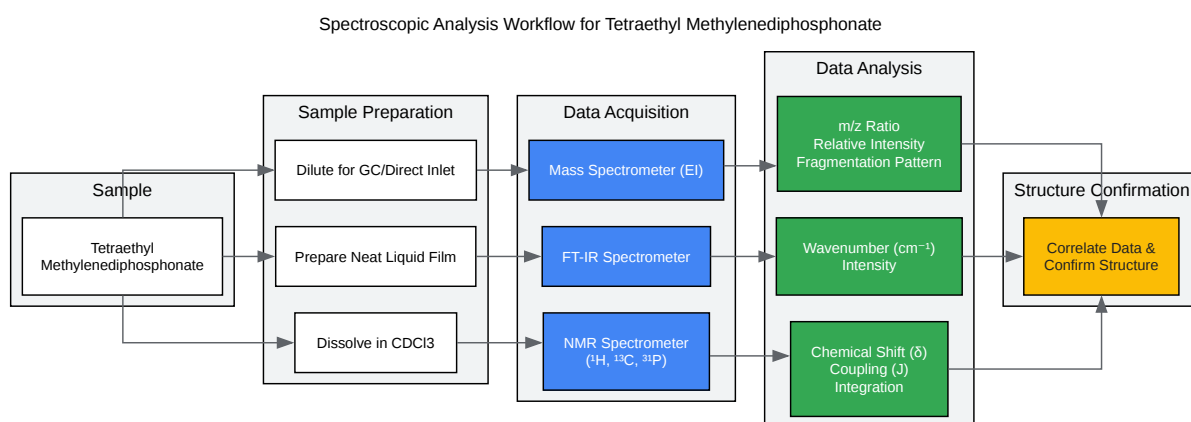 Spectroscopic Analysis Workflow for Tetraethyl Methylenediphosphonate
Sample
Tetraethyl
Methylenediphosphonate
Sample Preparation
Dilute for GC/Direct Inlet
Prepare Neat Liquid Film
Dissolve in CDCl3
Data Acquisition
Mass Spectrometer (EI)
FT-IR Spectrometer
NMR Spectrometer
(¹H, ¹³C, ³¹P)
Data Analysis
m/z Ratio
Relative Intensity
Fragmentation Pattern
Wavenumber (cm⁻¹)
Intensity
Chemical Shift (δ)
Coupling (J)
Integration
Structure Confirmation
Correlate Data &
Confirm Structure